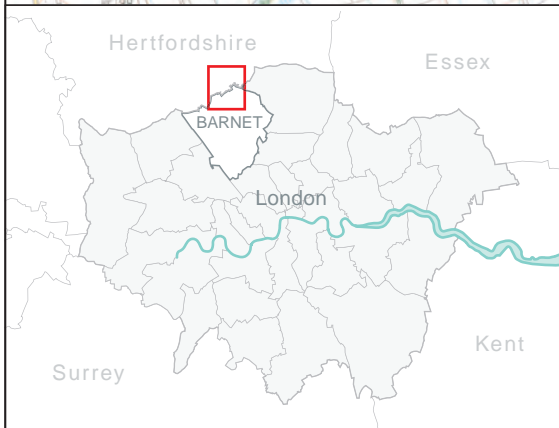 Hertfordshire
Essex
BARNET
London
Kent
Surrey